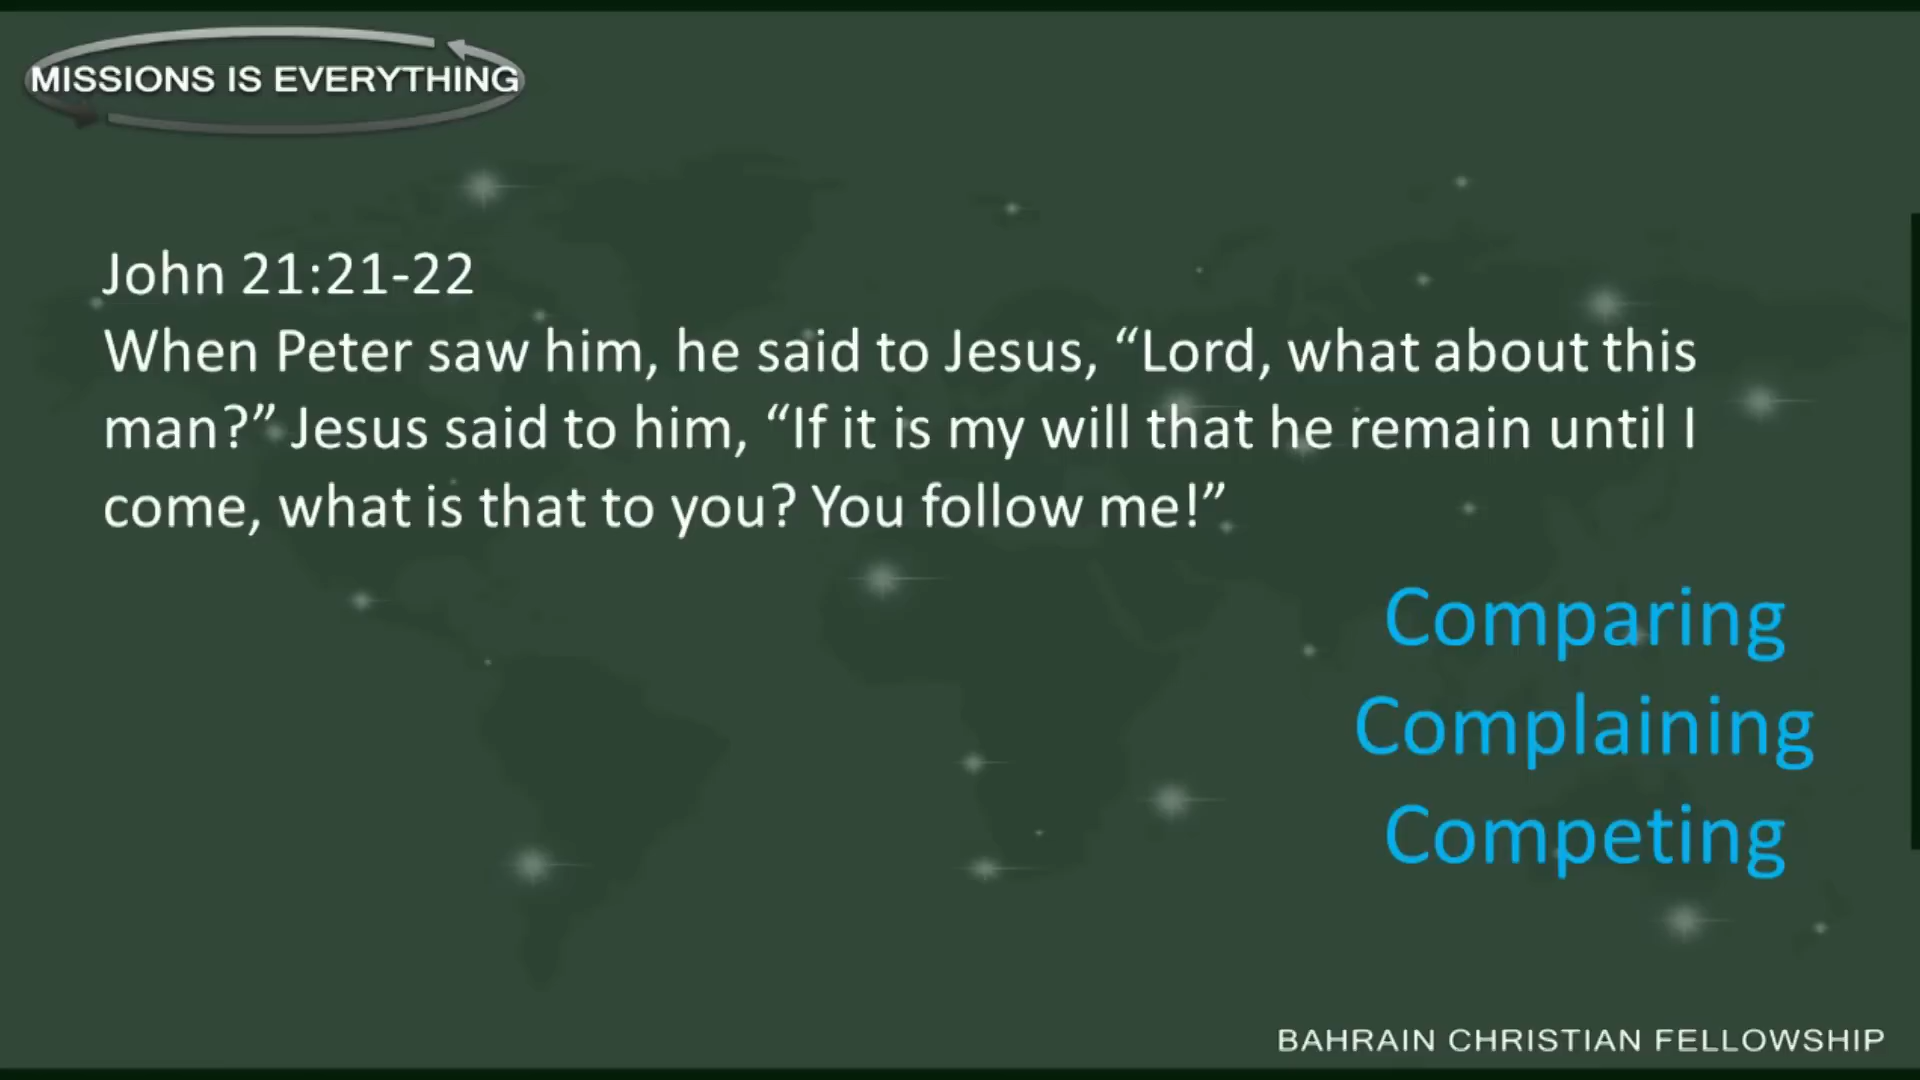 MISSIONS IS EVERYTHING
John 21:21-22
When Peter saw him, he said to Jesus, “Lord, what about this
man?” Jesus said to him, “If it is my will that he remain until I
come, what is that to you? You follow me!”
Comparing
Complaining
Competing
BAHRAIN CHRISTIAN FELLOWSHIP